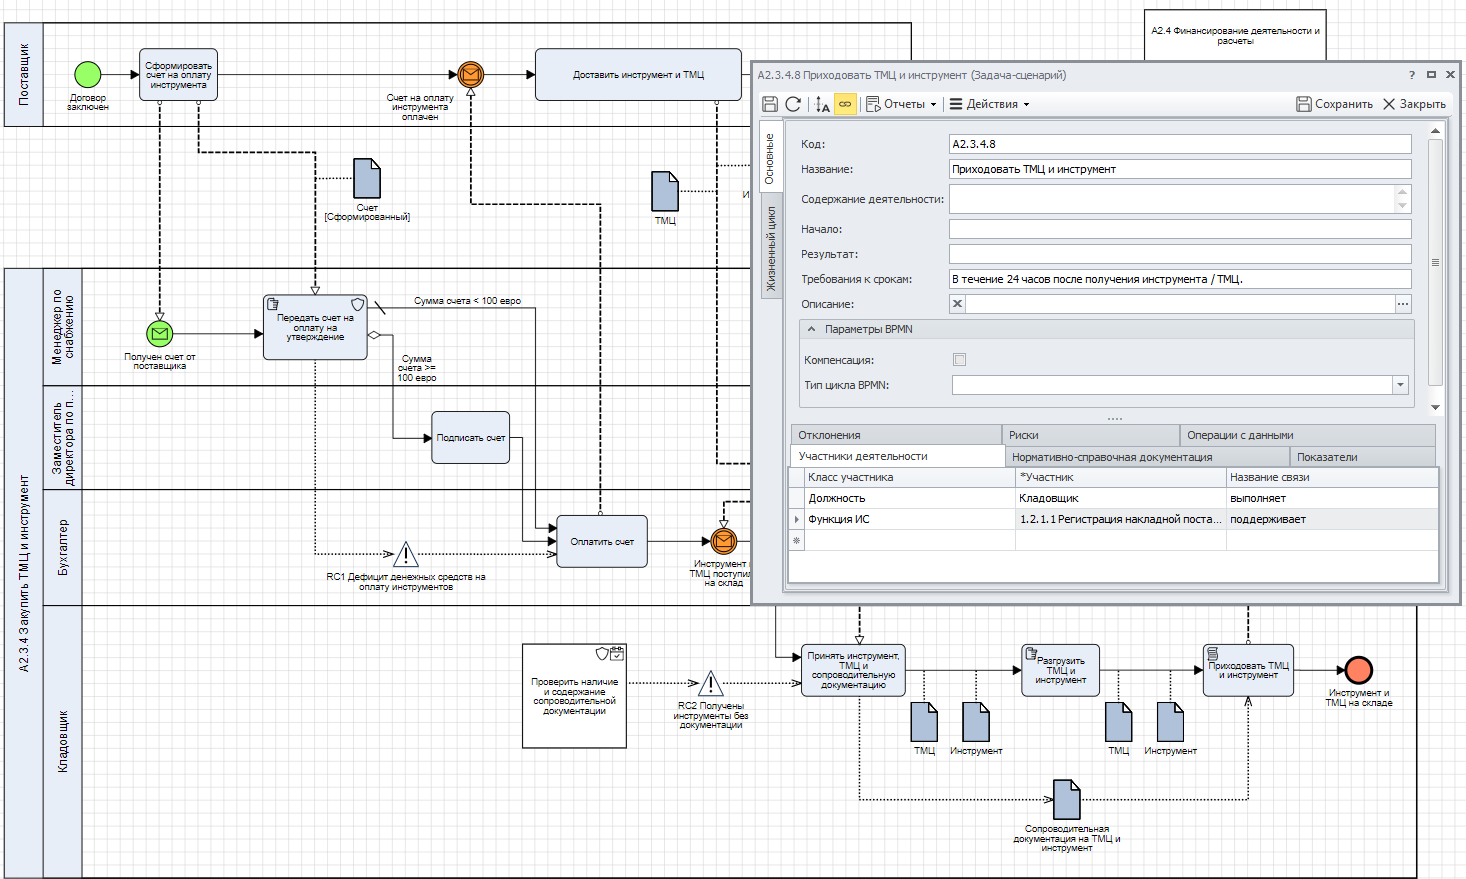 Поставщик
Договор
заключен
Сформировать
счет на оплату
инструмента
Счет на оплату
инструмента
оплачен
Доставить инструмент и ТМЦ
A2.4 Финансирование деятельности и
расчеты
Счет
[Сформированный]
ТМЦ
И
A2.3.4 Закупить ТМЦ и инструмент
Менеджер по
снабжению
Получен счет от
поставщика
Передать счет на
оплату на
утверждение
Сумма счета < 100 евро
Сумма
счета >=
100 евро
Заместитель
директора по п...
Подписать счет
Бухгалтер
RC1 Дефицит денежных средств на
оплату инструментов
Оплатить счет
Инструмент
ТМЦ поступил
на склад
Кладовщик
Проверить наличие
и содержание
сопроводительной
документации
RC2 Получены
инструменты без
документации
Принять инструмент,
ТМЦ и
сопроводительную
документацию
ТМЦ
Инструмент
Разгрузить
ТМЦ и
инструмент
ТМЦ
Инструмент
Приходовать ТМЦ
и инструмент
Инструмент и
ТМЦ на складе
Сопроводительная
документация на ТМЦ и
инструмент
A2.3.4.8 Приходовать ТМЦ и инструмент (Задача-сценарий)
Отчеты
Действия
Сохранить
Закрыть
Основные
Жизненный цикл
Код:
A2.3.4.8
Название:
Приходовать ТМЦ и инструмент
Содержание деятельности:
Начало:
Результат:
Требования к срокам:
В течение 24 часов после получения инструмента / ТМЦ.
Описание:
Параметры BPMN
Компенсация:
Тип цикла BPMN:
Отклонения
Риски
Операции с данными
Участники деятельности
Нормативно-справочная документация
Показатели
Класс участника
*Участник
Название связи
Должность
Кладовщик
выполняет
Функция ИС
1.2.1.1 Регистрация накладной поста...
поддерживает